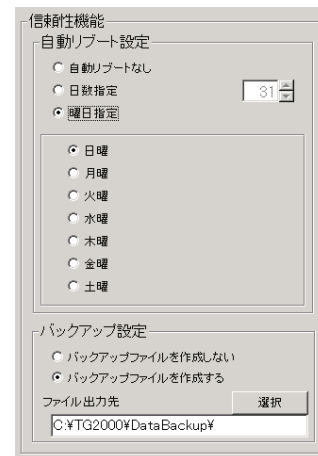 信頼性機能
自動リブート設定
自動リブートなし
日数指定 31
曜日指定
日曜
月曜
火曜
水曜
木曜
金曜
土曜
バックアップ設定
バックアップファイルを作成しない
バックアップファイルを作成する
ファイル出力先 選択
C:¥TG2000¥DataBackup¥